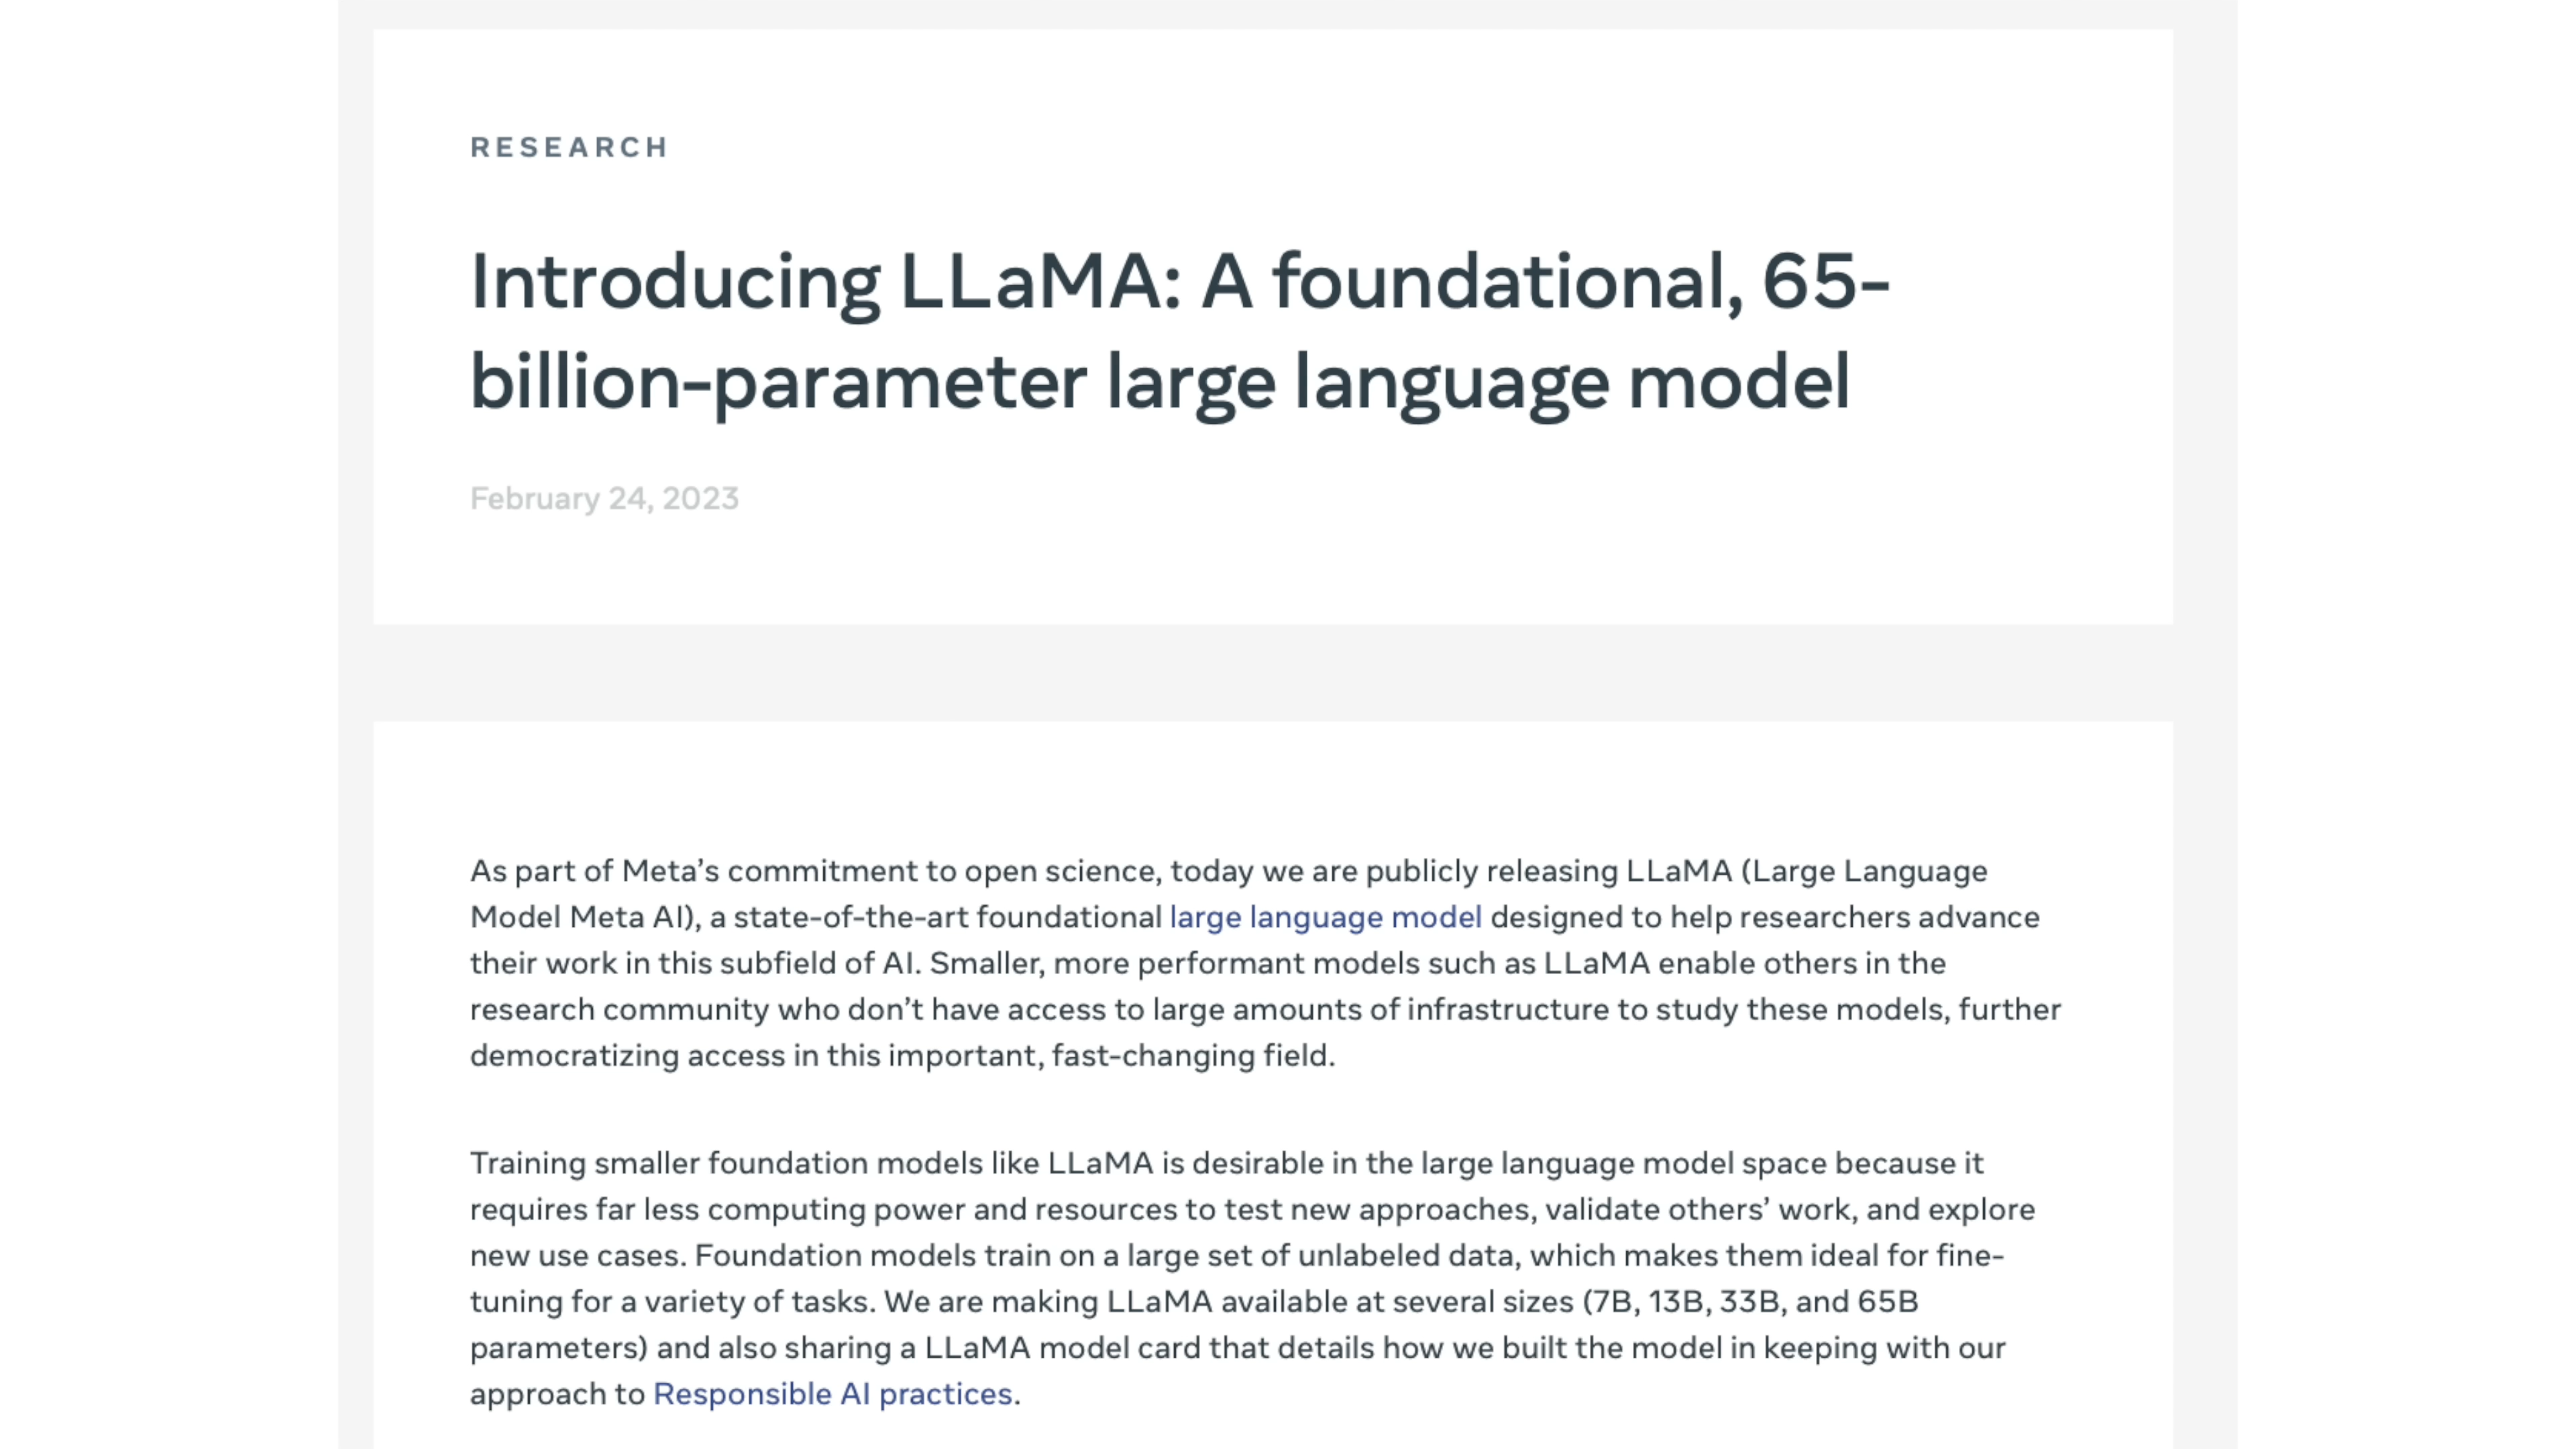 RESEARCH
Introducing LLaMA: A foundational, 65-
billion-parameter large language model
February 24, 2023
As part of Meta’s commitment to open science, today we are publicly releasing LLaMA (Large Language
Model Meta AI), a state-of-the-art foundational large language model designed to help researchers advance
their work in this subfield of AI. Smaller, more performant models such as LLaMA enable others in the
research community who don’t have access to large amounts of infrastructure to study these models, further
democratizing access in this important, fast-changing field.
Training smaller foundation models like LLaMA is desirable in the large language model space because it
requires far less computing power and resources to test new approaches, validate others’ work, and explore
new use cases. Foundation models train on a large set of unlabeled data, which makes them ideal for fine-
tuning for a variety of tasks. We are making LLaMA available at several sizes (7B, 13B, 33B, and 65B
parameters) and also sharing a LLaMA model card that details how we built the model in keeping with our
approach to Responsible AI practices.